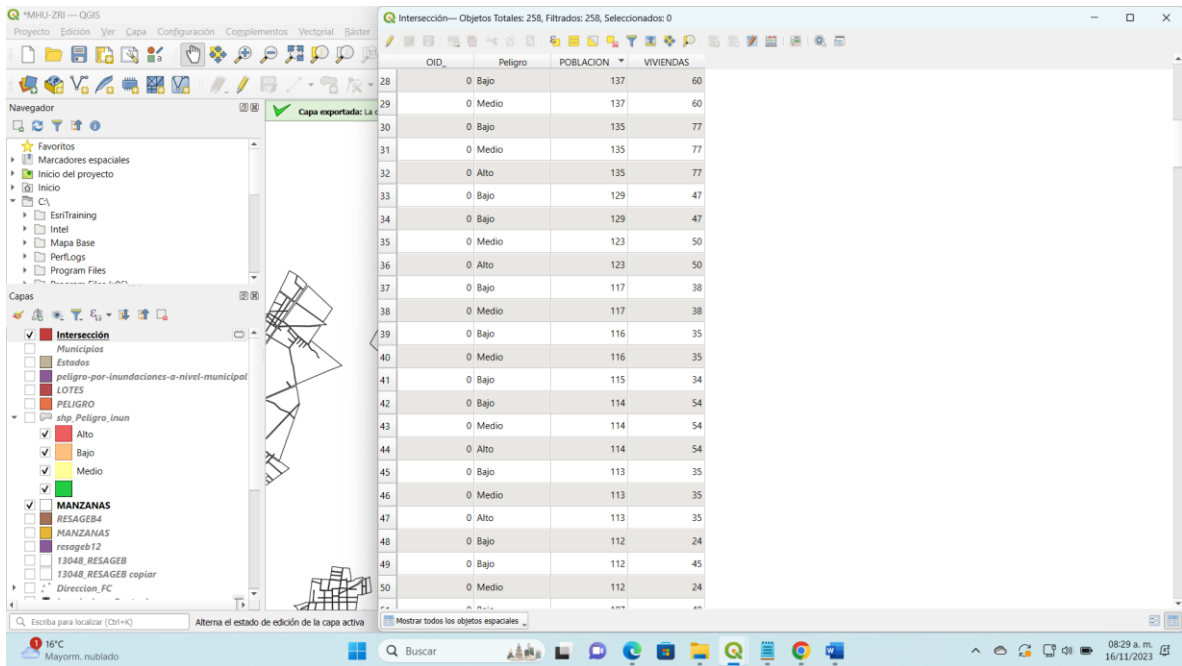 *MHU-ZRI — QGIS
Proyecto Edición Ver Capa Configuración Complementos Vectorial Ráster
Navegador
Favoritos
Marcadores espaciales
Inicio del proyecto
Inicio
C:\
EsriTraining
Intel
Mapa Base
PerfLogs
Program Files
Capas
Intersección
Municipios
Estados
peligro-por-inundaciones-a-nivel-municipal
LOTES
PELIGRO
shp_Peligro_inun
Alto
Bajo
Medio
MANZANAS
RESAGEB4
MANZANAS
resageb12
13048_RESAGEB
13048_RESAGEB copiar
Direccion_FC
Escriba para localizar (Ctrl+K) Alterna el estado de edición de la capa activa
Capa exportada: La
Intersección— Objetos Totales: 258, Filtrados: 258, Seleccionados: 0
OID_ Peligro POBLACION VIVIENDAS
28 0 Bajo 137 60
29 0 Medio 137 60
30 0 Bajo 135 77
31 0 Medio 135 77
32 0 Alto 135 77
33 0 Bajo 129 47
34 0 Bajo 129 47
35 0 Medio 123 50
36 0 Alto 123 50
37 0 Bajo 117 38
38 0 Medio 117 38
39 0 Bajo 116 35
40 0 Medio 116 35
41 0 Bajo 115 34
42 0 Bajo 114 54
43 0 Medio 114 54
44 0 Alto 114 54
45 0 Bajo 113 35
46 0 Medio 113 35
47 0 Alto 113 35
48 0 Bajo 112 24
49 0 Bajo 112 45
50 0 Medio 112 24
Mostrar todos los objetos espaciales
1
16°C
Mayorm. nublado
Buscar
08:29 a. m.
16/11/2023